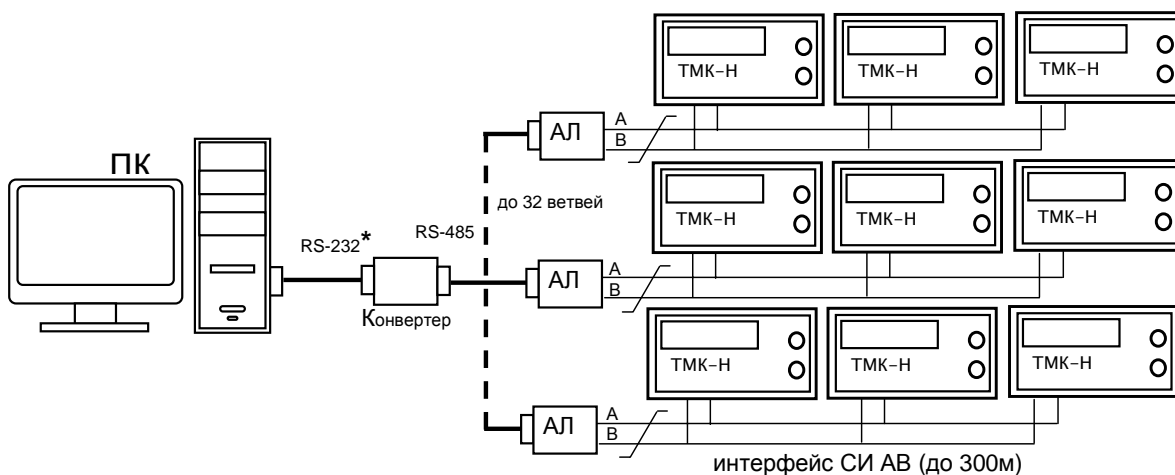 ПК
RS-232*
Конвертер
RS-485
до 32 ветвей
АЛ
А
В
ТМК-Н
ТМК-Н
ТМК-Н
АЛ
А
В
ТМК-Н
ТМК-Н
ТМК-Н
АЛ
А
В
ТМК-Н
ТМК-Н
ТМК-Н
интерфейс СИ АВ (до 300м)